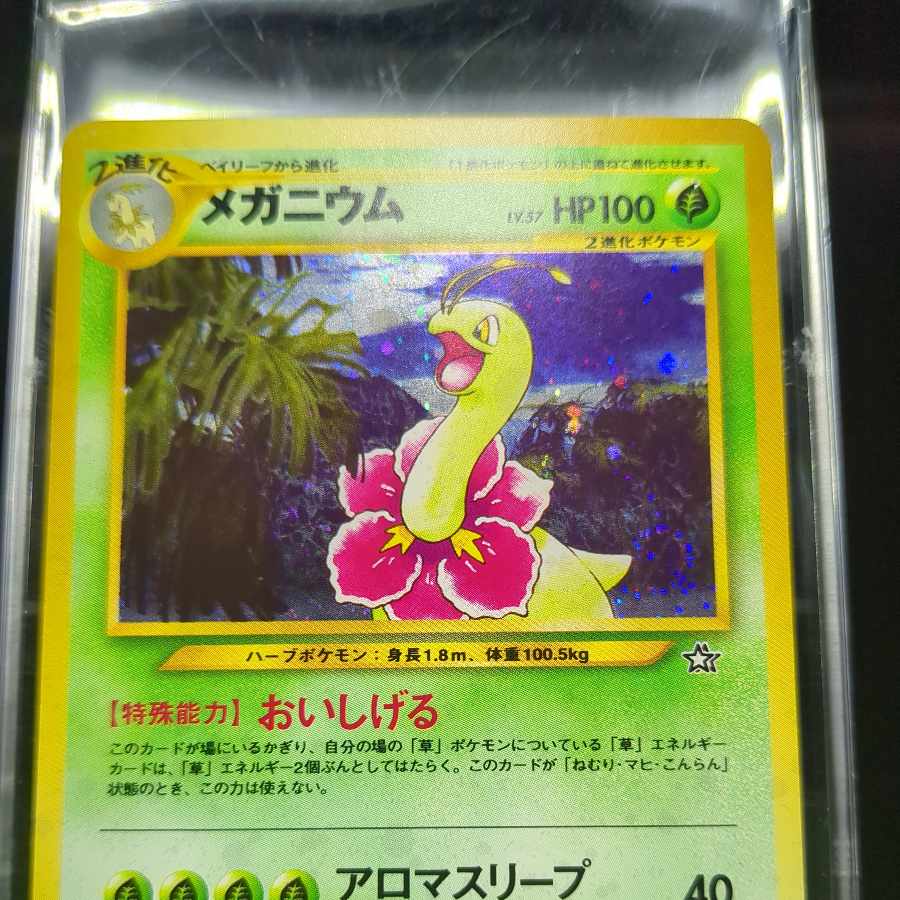 2進化
ベイリーフから進化
「1進化ポケモン」の上に重ねて進化させます。
メガニウム
LV.57 HP100
2進化ポケモン
ハーブポケモン：身長1.8m、体重100.5kg
【特殊能力】おいしげる
このカードが場にいるかぎり、自分の場の「草」ポケモンについている「草」エネルギー
カードは、「草」エネルギー2個ぶんとしてはたらく。このカードが「ねむり・マヒ・こんらん」
状態のとき、この力は使えない。
アロマスリープ 40